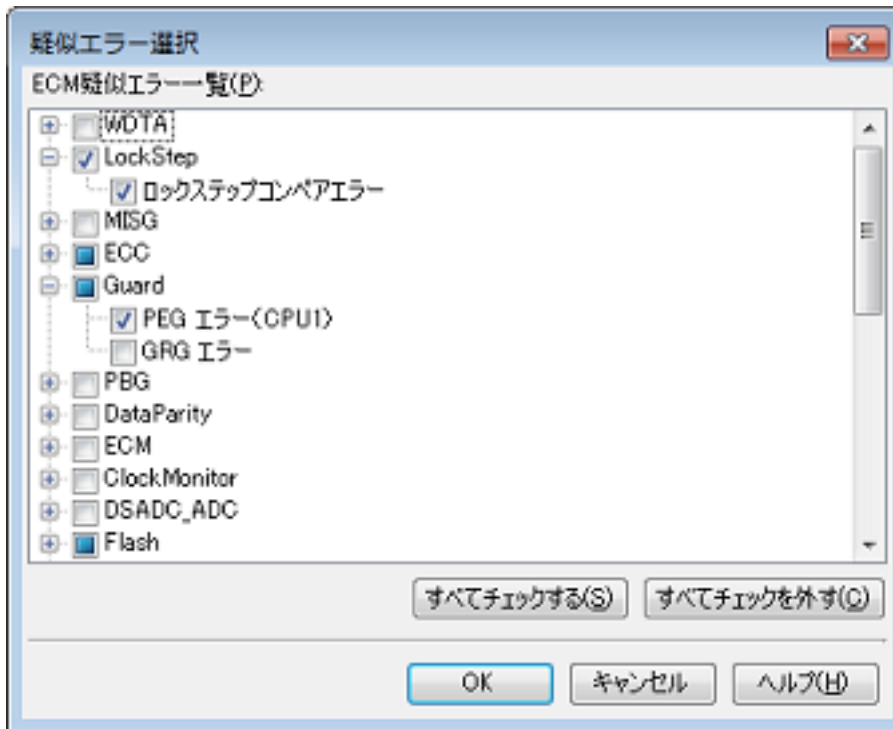 疑似エラー選択
ECM疑似エラー一覧(P):
WDTA
LockStep
ロックステップコンペアエラー
MISG
ECC
Guard
PEG エラー(CPU1)
GRG エラー
PBG
DataParity
ECM
ClockMonitor
DSADC_ADC
Flash
すべてチェックする(S)
すべてチェックを外す(C)
OK
キャンセル
ヘルプ(H)